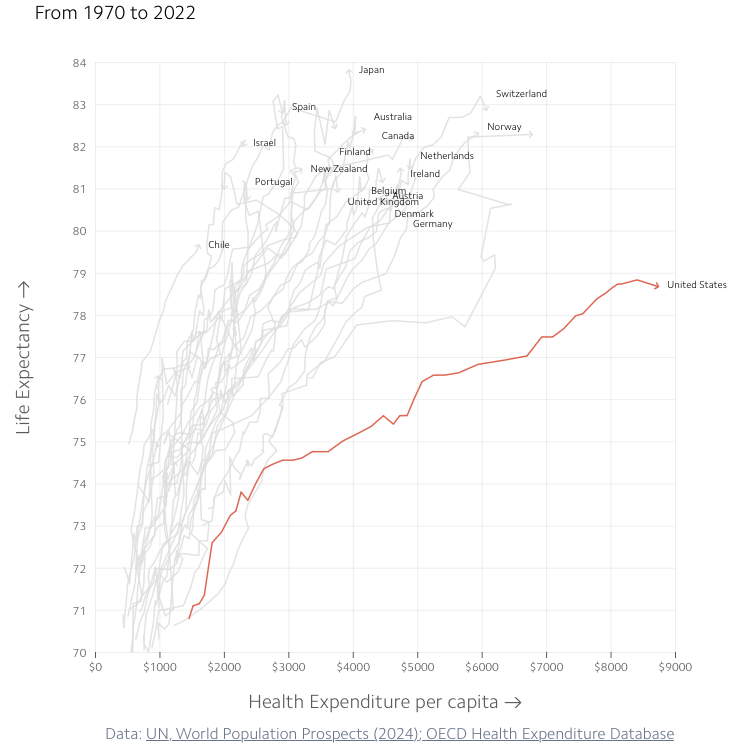 From 1970 to 2022
84
Japan
Switzerland
83
Spain
Australia
Norway
Canada
82
Israel
Finland
Netherlands
New Zealand
Ireland
Portugal
81
Belgium
Austria
United Kingdom
Denmark
Germany
80
Chile
79
United States
78
77
76
75
74
73
72
71
70
Life Expectancy →
$0 $1000 $2000 $3000 $4000 $5000 $6000 $7000 $8000 $9000
Health Expenditure per capita →
Data: UN, World Population Prospects (2024); OECD Health Expenditure Database